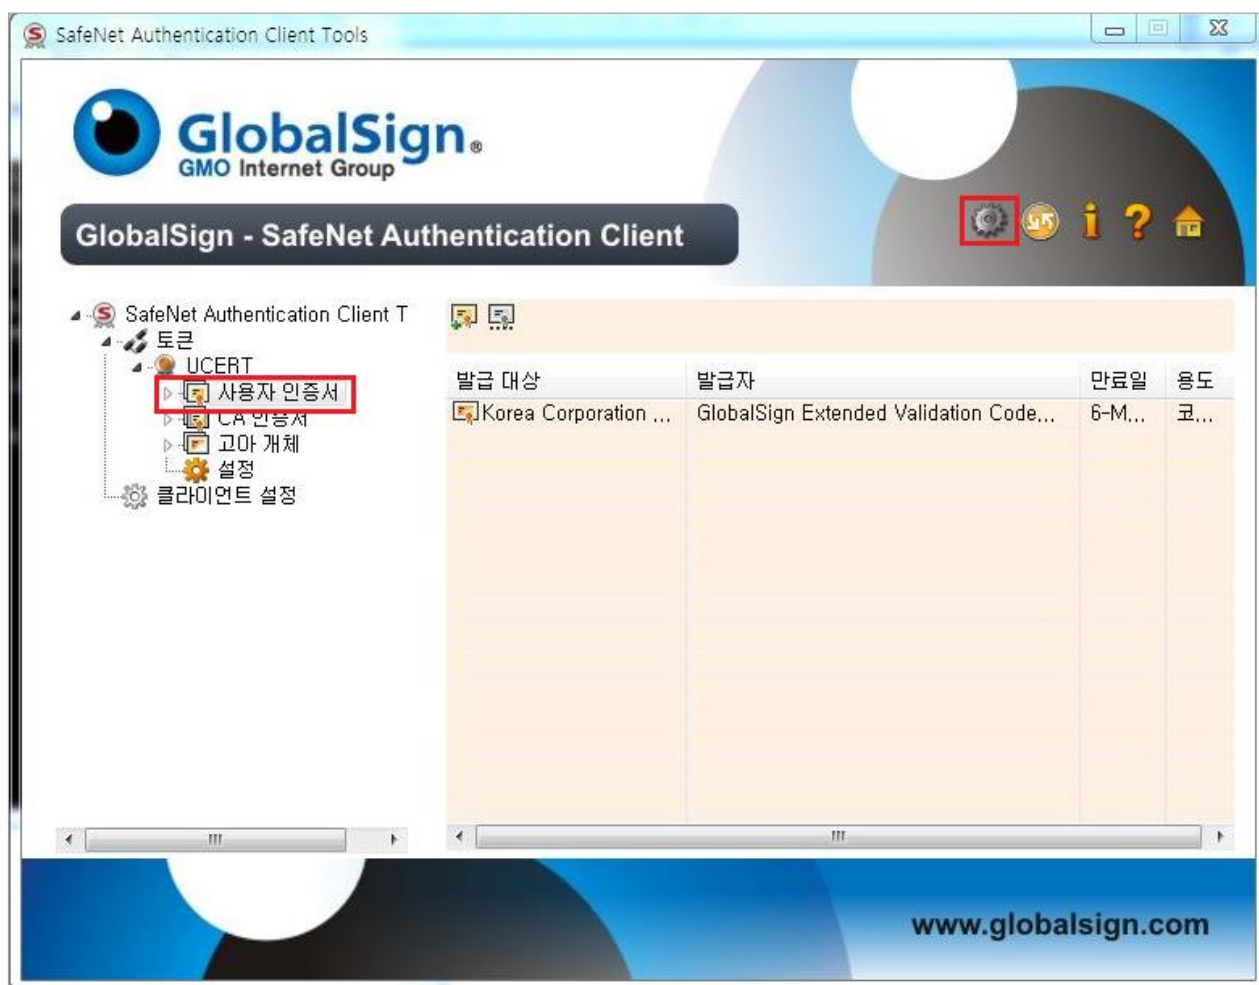 SafeNet Authentication Client Tools
GlobalSign®
GMO Internet Group
GlobalSign - SafeNet Authentication Client
SafeNet Authentication Client T
토큰
UCERT
사용자 인증서
CA 인증서
고아 개체
설정
클라이언트 설정
발급 대상 발급자 만료일 용도
Korea Corporation ... GlobalSign Extended Validation Code... 6-M... 코...
www.globalsign.com